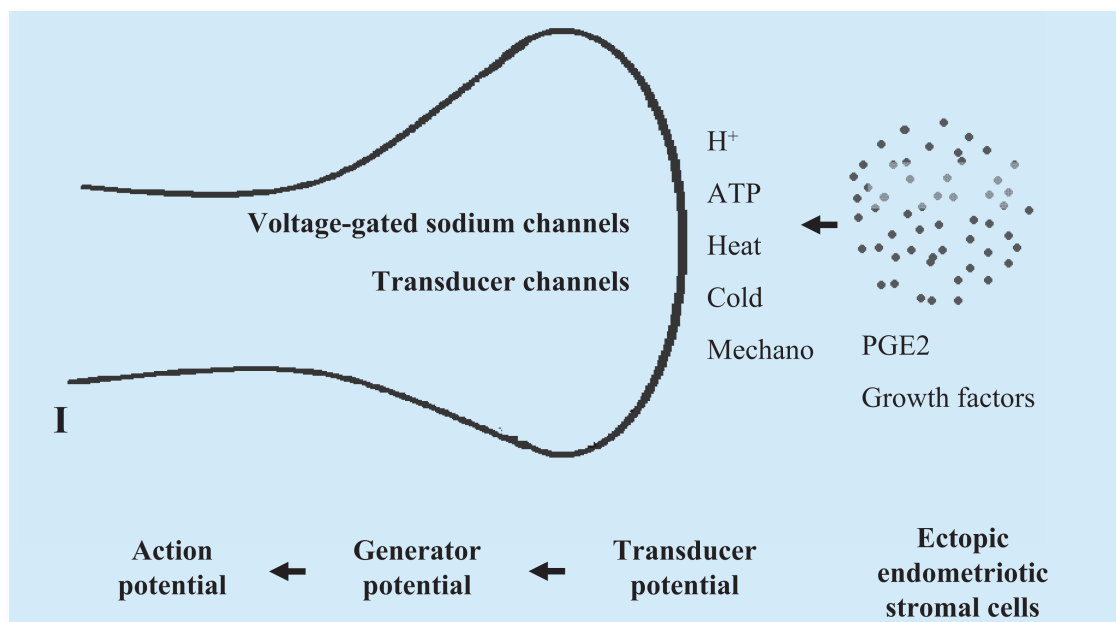 H⁺
ATP
Voltage-gated sodium channels
Heat
Transducer channels
Cold
Mechano
PGE2
Growth factors
I
Action
potential
Generator
potential
Transducer
potential
Ectopic
endometriotic
stromal cells